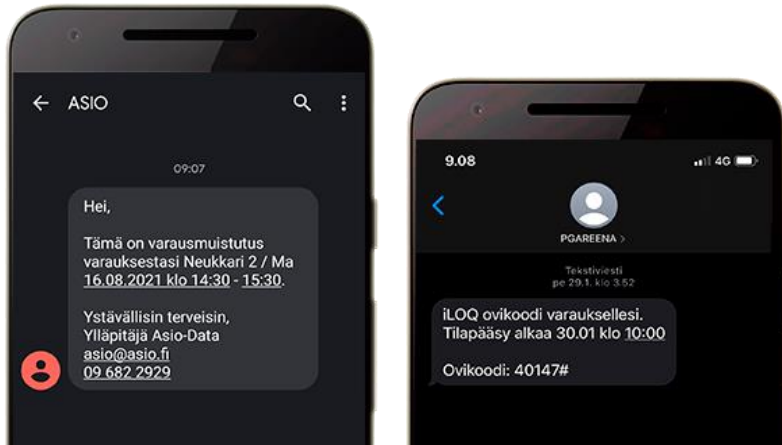 ASIO
09:07
Hei,
Tämä on varausmuistutus
varauksestasi Neukkari 2 / Ma
16.08.2021 klo 14:30 - 15:30.
Ystävällisin terveisin,
Ylläpitäjä Asio-Data
asio@asio.fi
09 682 2929
9.08
4G
PGAREENA >
Tekstiviesti
pe 29.1. klo 3.52
iLOQ ovikoodi varauksellesi.
Tilapääsy alkaa 30.01 klo 10:00
Ovikoodi: 40147#